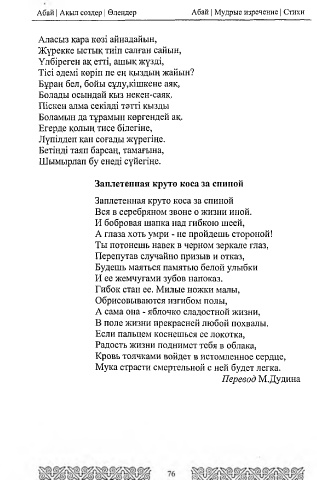 Абай | Ақыл сөздер | Өлеңдер
Абай | Мудрые изречение | Стихи
Аласыз қара көзі айнадайын,
Жүрекке ыстық тиіп салған сайын,
Үлбіреген ақ етті, ашық жүзді,
Тісі әдемі көріп пе ең қыздың жайын?
Бұраң бел, бойы сұлу,кішкене аяқ,
Болады осындай қыз некен-саяқ.
Піскен алма секілді тәтті қызды
Боламын да тұрамын көргендей ақ.
Егерде қолың тисе білегіне,
Лүпілдеп қан соғады жүрегіңе.
Бетіңді таяп барсаң, тамағына,
Шымырлап бу енеді сүйегіңе.
Заплетенная круто коса за спиной
Заплетенная круто коса за спиной
Вся в серебряном звоне о жизни иной.
И бобровая шапка над гибкою шеей,
А глаза хоть умри - не пройдешь стороной!
Ты потонешь навек в черном зеркале глаз,
Перепутав случайно призыв и отказ,
Будешь маяться памятью белой улыбки
И ее жемчугами зубов напоказ.
Гибок стан ее. Милые ножки малы,
Обрисовываются изгибом полы,
А сама она - яблочко сладостной жизни,
В поле жизни прекрасней любой похвалы.
Если пальцем коснешься ее локотка,
Радость жизни поднимет тебя в облака,
Кровь толчками войдет в истомленное сердце,
Мука страсти смертельной с ней будет легка.
Перевод М.Дудина
76